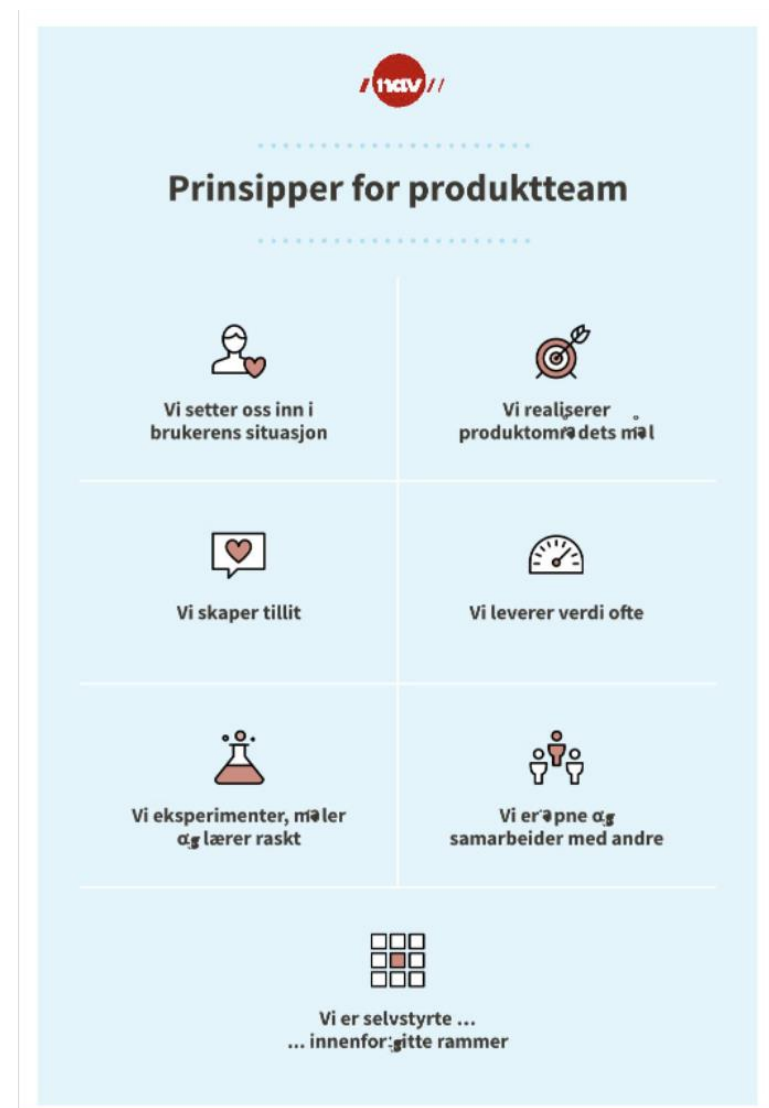 nav
Prinsipper for produktteam
Vi setter oss inn i
brukerens situasjon
Vi realiserer
produktområdets mål
Vi skaper tillit
Vi leverer verdi ofte
Vi eksperimenter, måler
og lærer raskt
Vi er åpne og
samarbeider med andre
Vi er selvstyrte ...
... innenfor gitte rammer